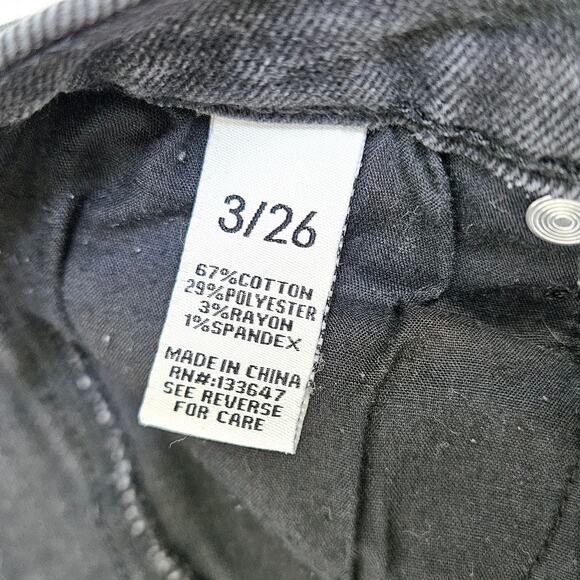 3/26
67%COTTON
29%POLYESTER
3%RAYON
1%SPANDEX
MADE IN CHINA
RN#:133647
SEE REVERSE
FOR CARE